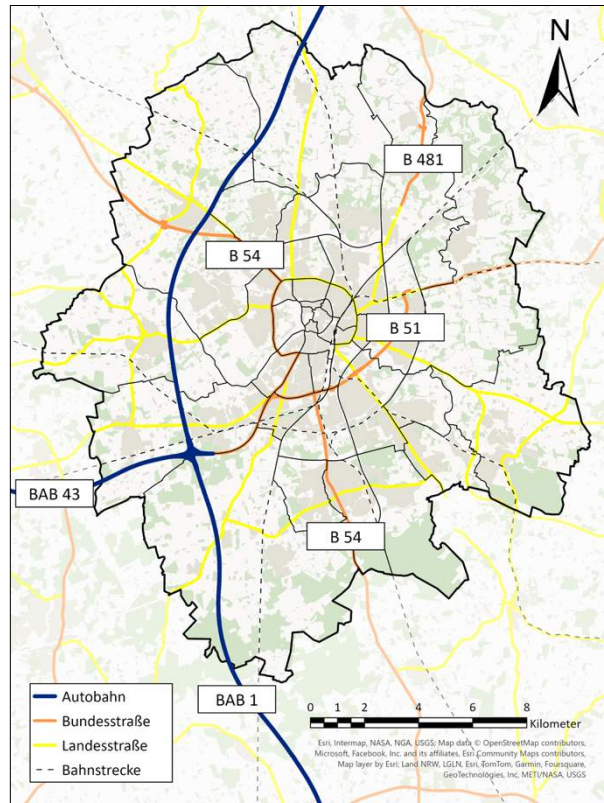 N
B 481
B 54
B 51
BAB 43
B 54
BAB 1
Autobahn
Bundesstraße
Landesstraße
Bahnstrecke
0 1 2 4 6 8
Kilometer
Esri, Intermap, NASA, NGA, USGS; Map data © OpenStreetMap contributors,
Microsoft, Facebook, Inc. and its affiliates, Esri Community Maps contributors,
Map layer by Esri; Land NRW, LGLN, Esri, TomTom, Garmin, Foursquare,
GeoTechnologies, Inc, METI/NASA, USGS